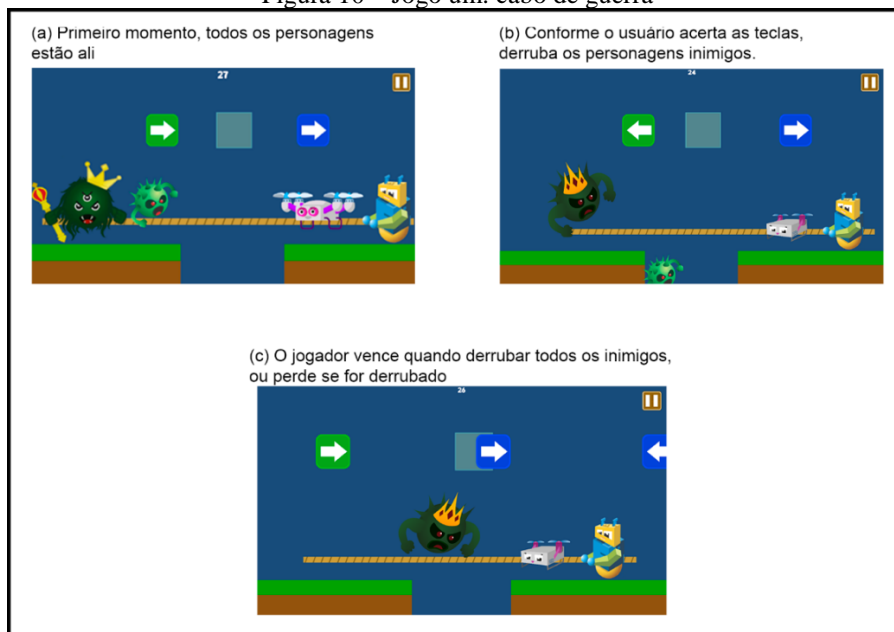 Figura 16 – Jogo um: cabo de guerra
(a) Primeiro momento, todos os personagens
estão ali
27
(b) Conforme o usuário acerta as teclas,
derruba os personagens inimigos.
24
(c) O jogador vence quando derrubar todos os inimigos,
ou perde se for derrubado
26